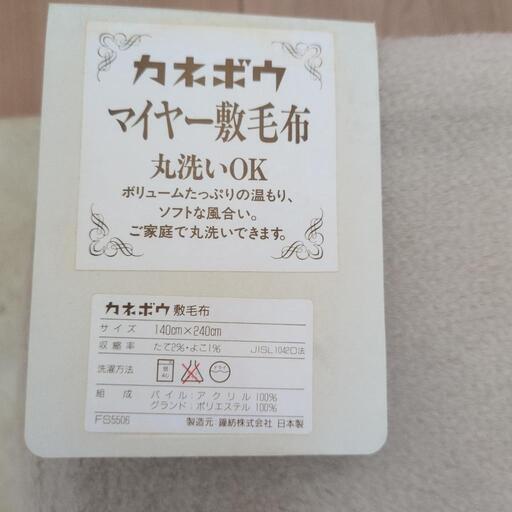 カネボウ
マイヤー敷毛布
丸洗いOK
ボリュームたっぷりの温もり、
ソフトな風合い。
ご家庭で丸洗いできます。
カネボウ 敷毛布
サイズ 140cm×240cm
収縮率 たて2%・よこ1% JISL1042D法
洗濯方法
組成 パイル:アクリル100%
グランド:ポリエステル100%
FS5506 製造元 鐘紡株式会社 日本製